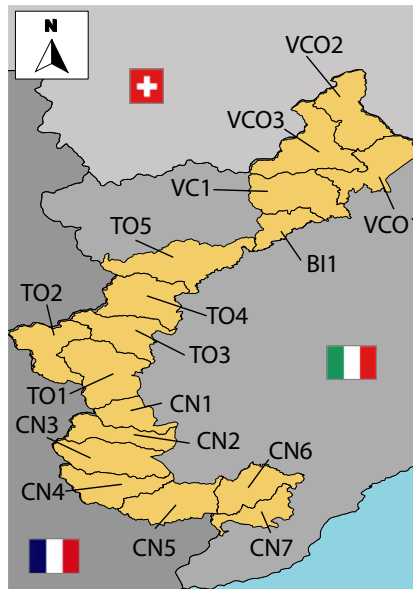 N
VCO2
VCO3
VC1
VCO1
TO5
BI1
TO2
TO4
TO3
TO1
CN1
CN3
CN2
CN6
CN4
CN5
CN7